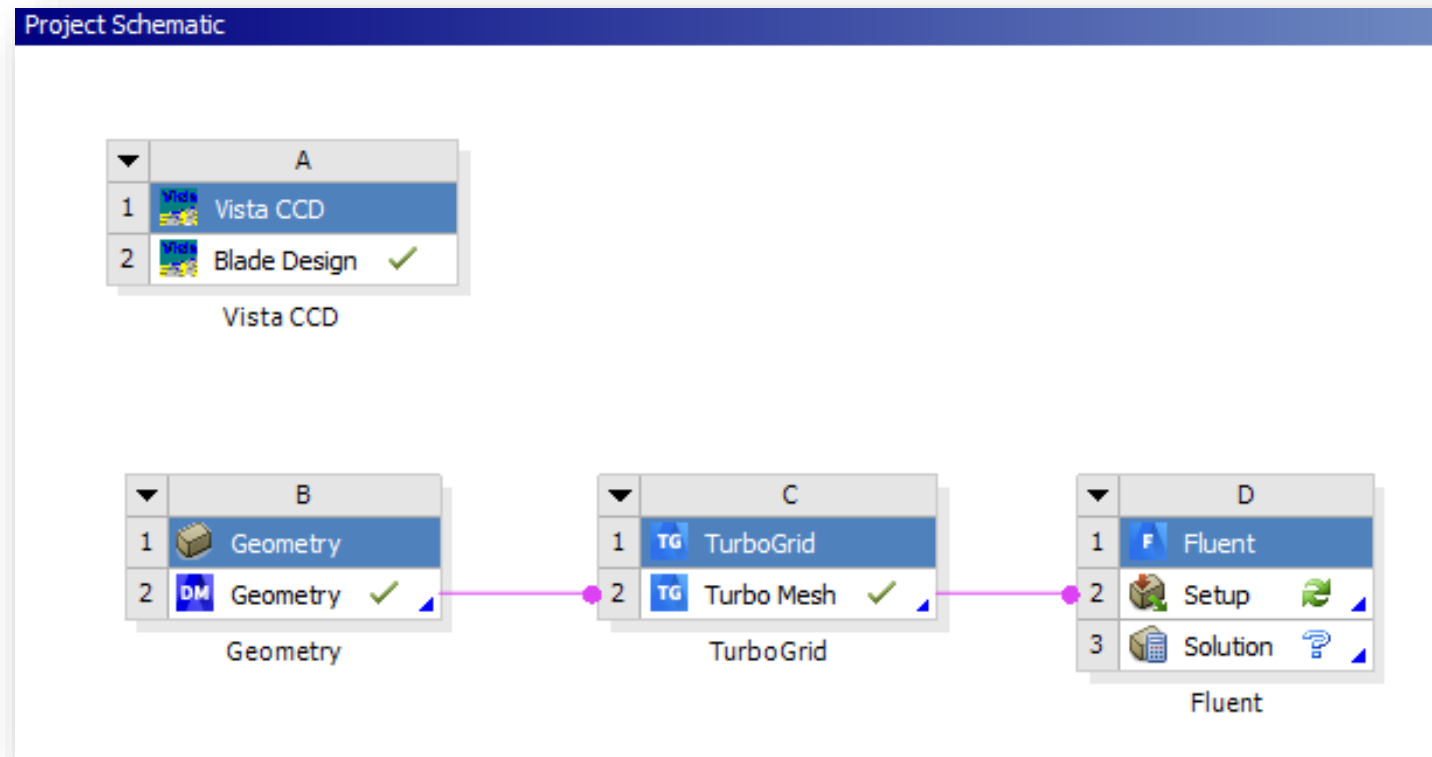 Project Schematic
A
1 Vista CCD
2 Blade Design
Vista CCD
B
1 Geometry
2 DM Geometry
Geometry
C
1 TG TurboGrid
2 TG Turbo Mesh
TurboGrid
D
1 F Fluent
2 Setup
3 Solution ?
Fluent